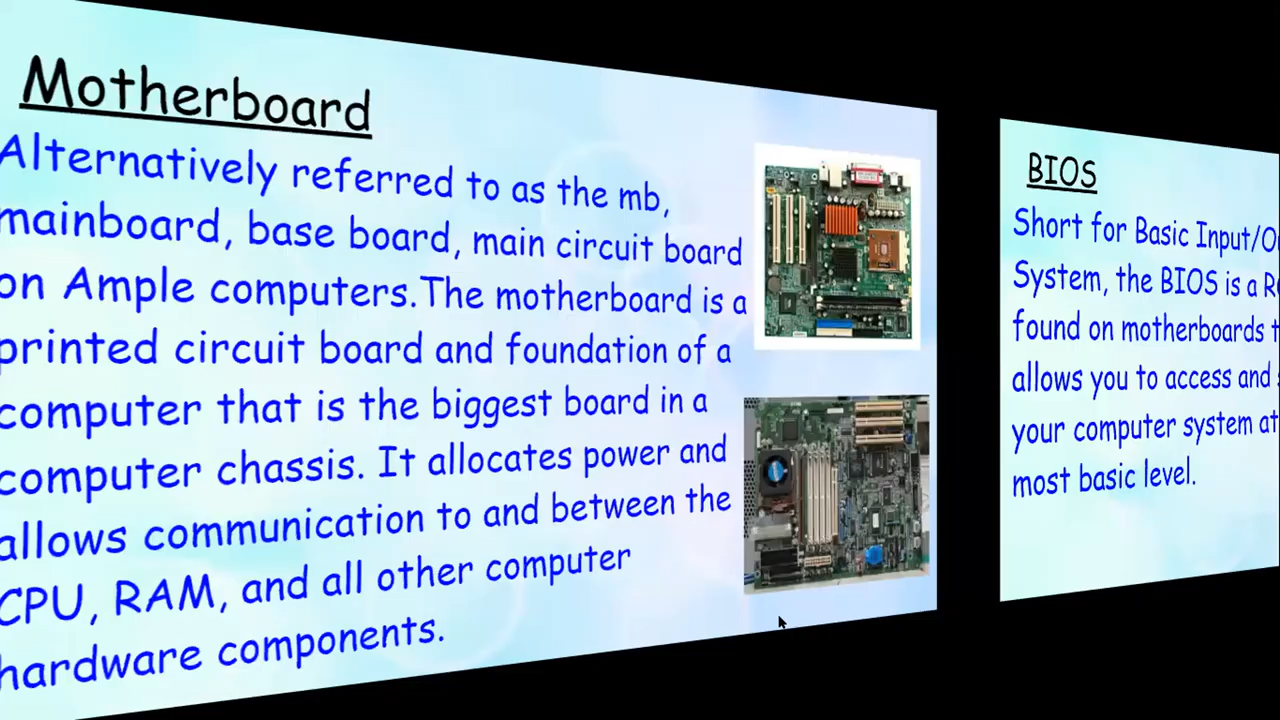 Motherboard
Alternatively referred to as the mb,
mainboard, base board, main circuit board
on Ample computers.The motherboard is a
printed circuit board and foundation of a
computer that is the biggest board in a
computer chassis. It allocates power and
allows communication to and between the
CPU, RAM, and all other computer
hardware components.
BIOS
Short for Basic Input/O
System, the BIOS is a
found on motherboards
allows you to access and
your computer system at
most basic level.